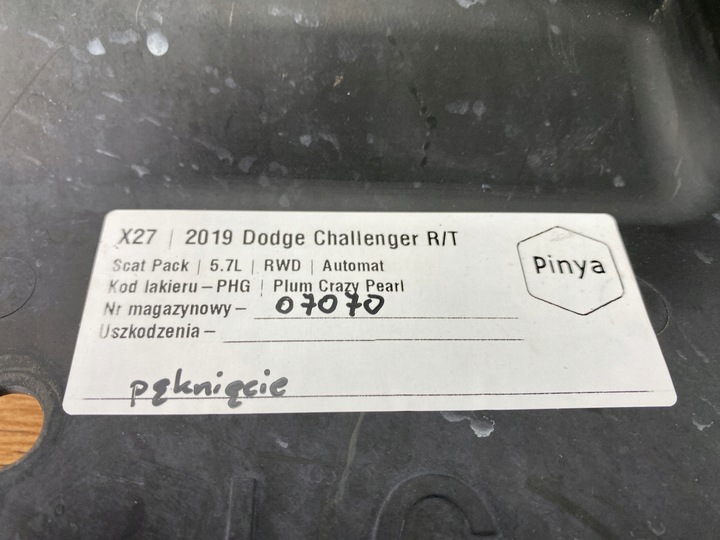 X27 | 2019 Dodge Challenger R/T
Scat Pack | 5.7L | RWD | Automat
Kod lakieru – PHG | Plum Crazy Pearl
Nr magazynowy – 07070
Uszkodzenia –
pęknięcie
Pinya